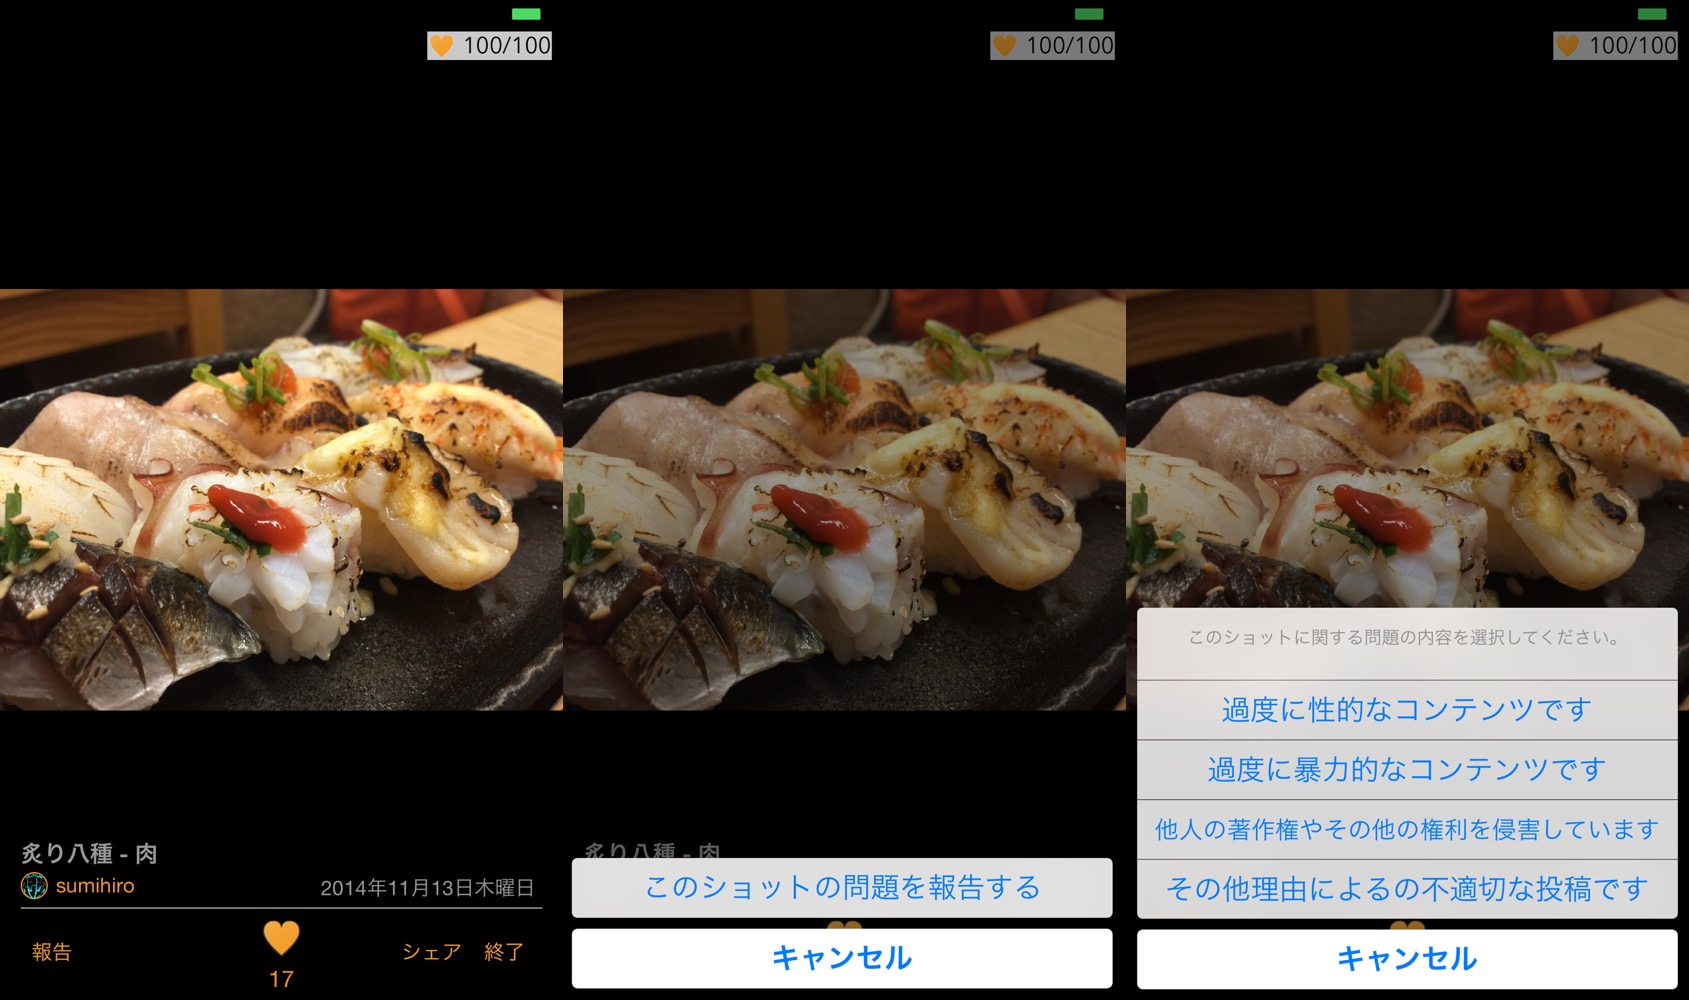 🧡 100/100
炙り八種 - 肉
sumihiro
2014年11月13日木曜日
報告
シェア
終了
17
🧡 100/100
炙り八種 - 肉
このショットの問題を報告する
キャンセル
🧡 100/100
このショットに関する問題の内容を選択してください。
過度に性的なコンテンツです
過度に暴力的なコンテンツです
他人の著作権やその他の権利を侵害しています
その他理由によるの不適切な投稿です
キャンセル